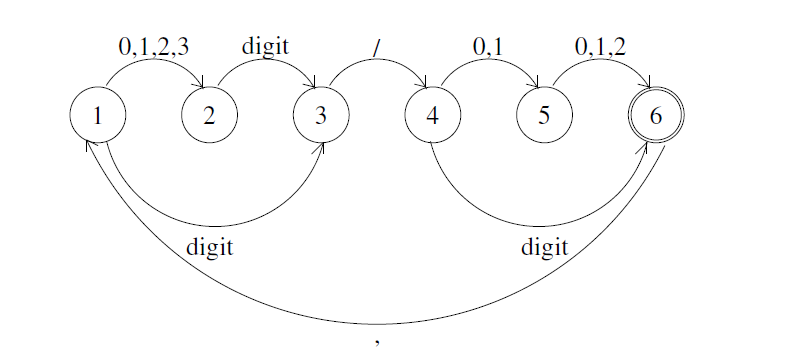 0,1,2,3 digit / 0,1 0,1,2
1 2 3 4 5 6
digit digit
,